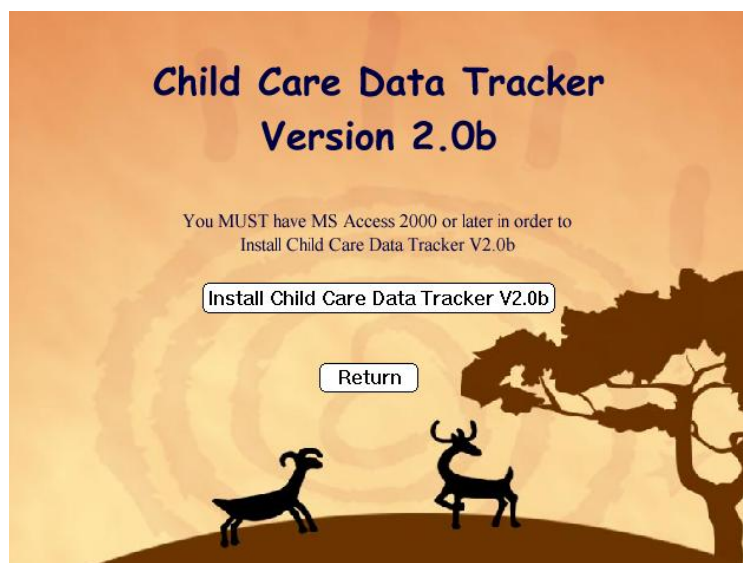 Child Care Data Tracker
Version 2.0b
You MUST have MS Access 2000 or later in order to
Install Child Care Data Tracker V2.0b
Install Child Care Data Tracker V2.0b
Return